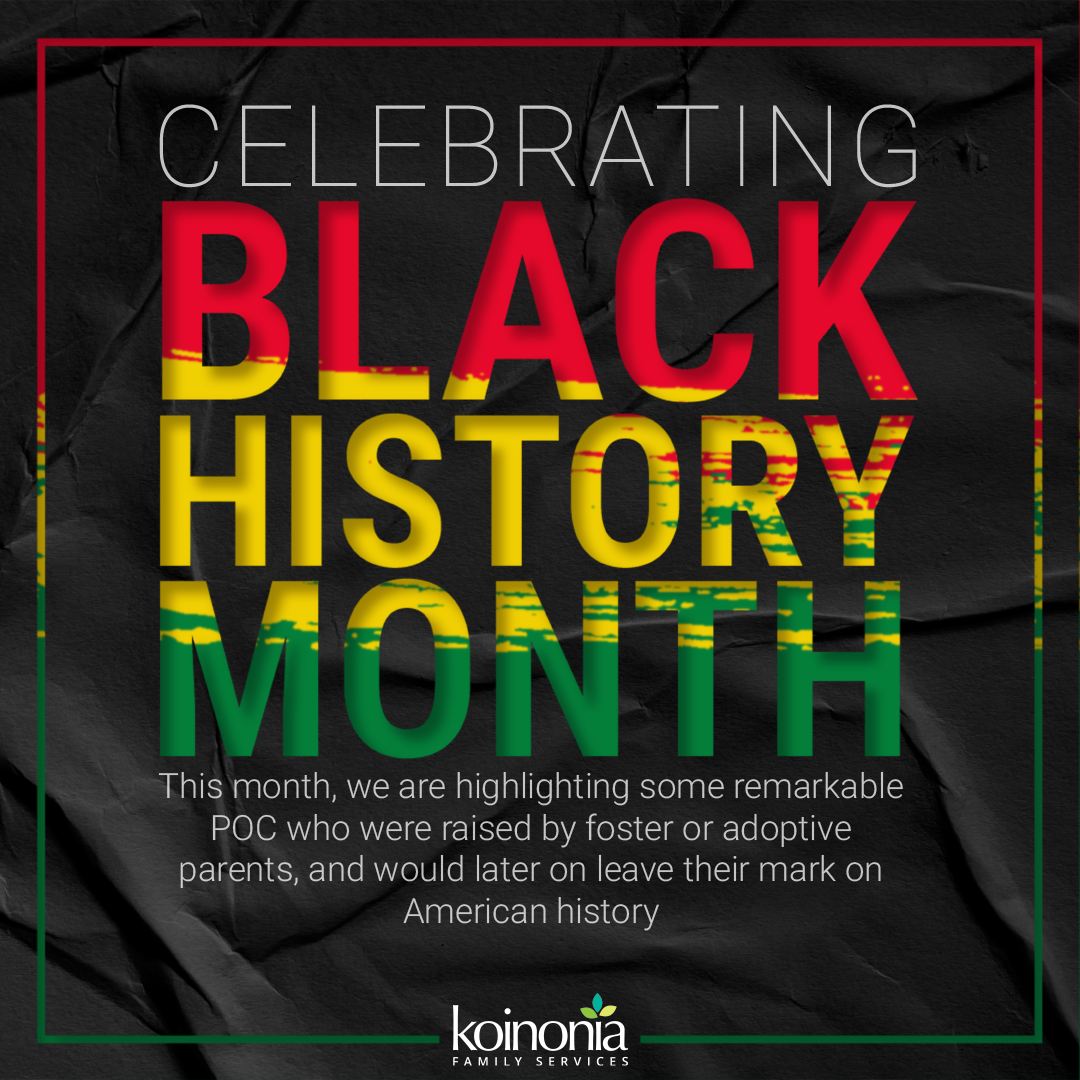 CELEBRATING
BLACK
HISTORY
MONTH
This month, we are highlighting some remarkable
POC who were raised by foster or adoptive
parents, and would later on leave their mark on
American history
koinonia
FAMILY SERVICES